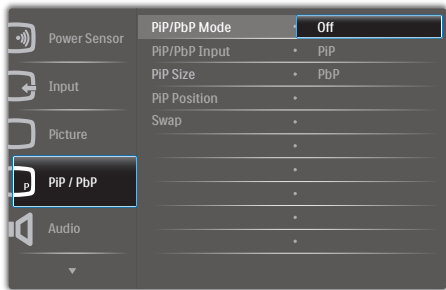 Power Sensor
Input
Picture
P
PiP / PbP
Audio
PiP/PbP Mode • Off
PiP/PbP Input • PiP
PiP Size • PbP
PiP Position •
Swap •
•
•
•
•
•